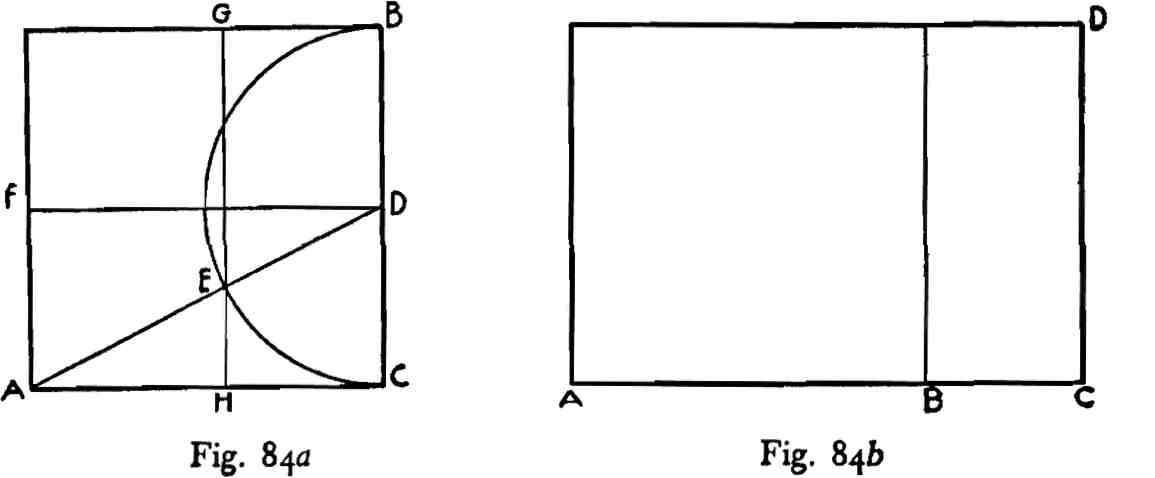 G B
F D
E
A H C
Fig. 84a
D
A B C
Fig. 84b